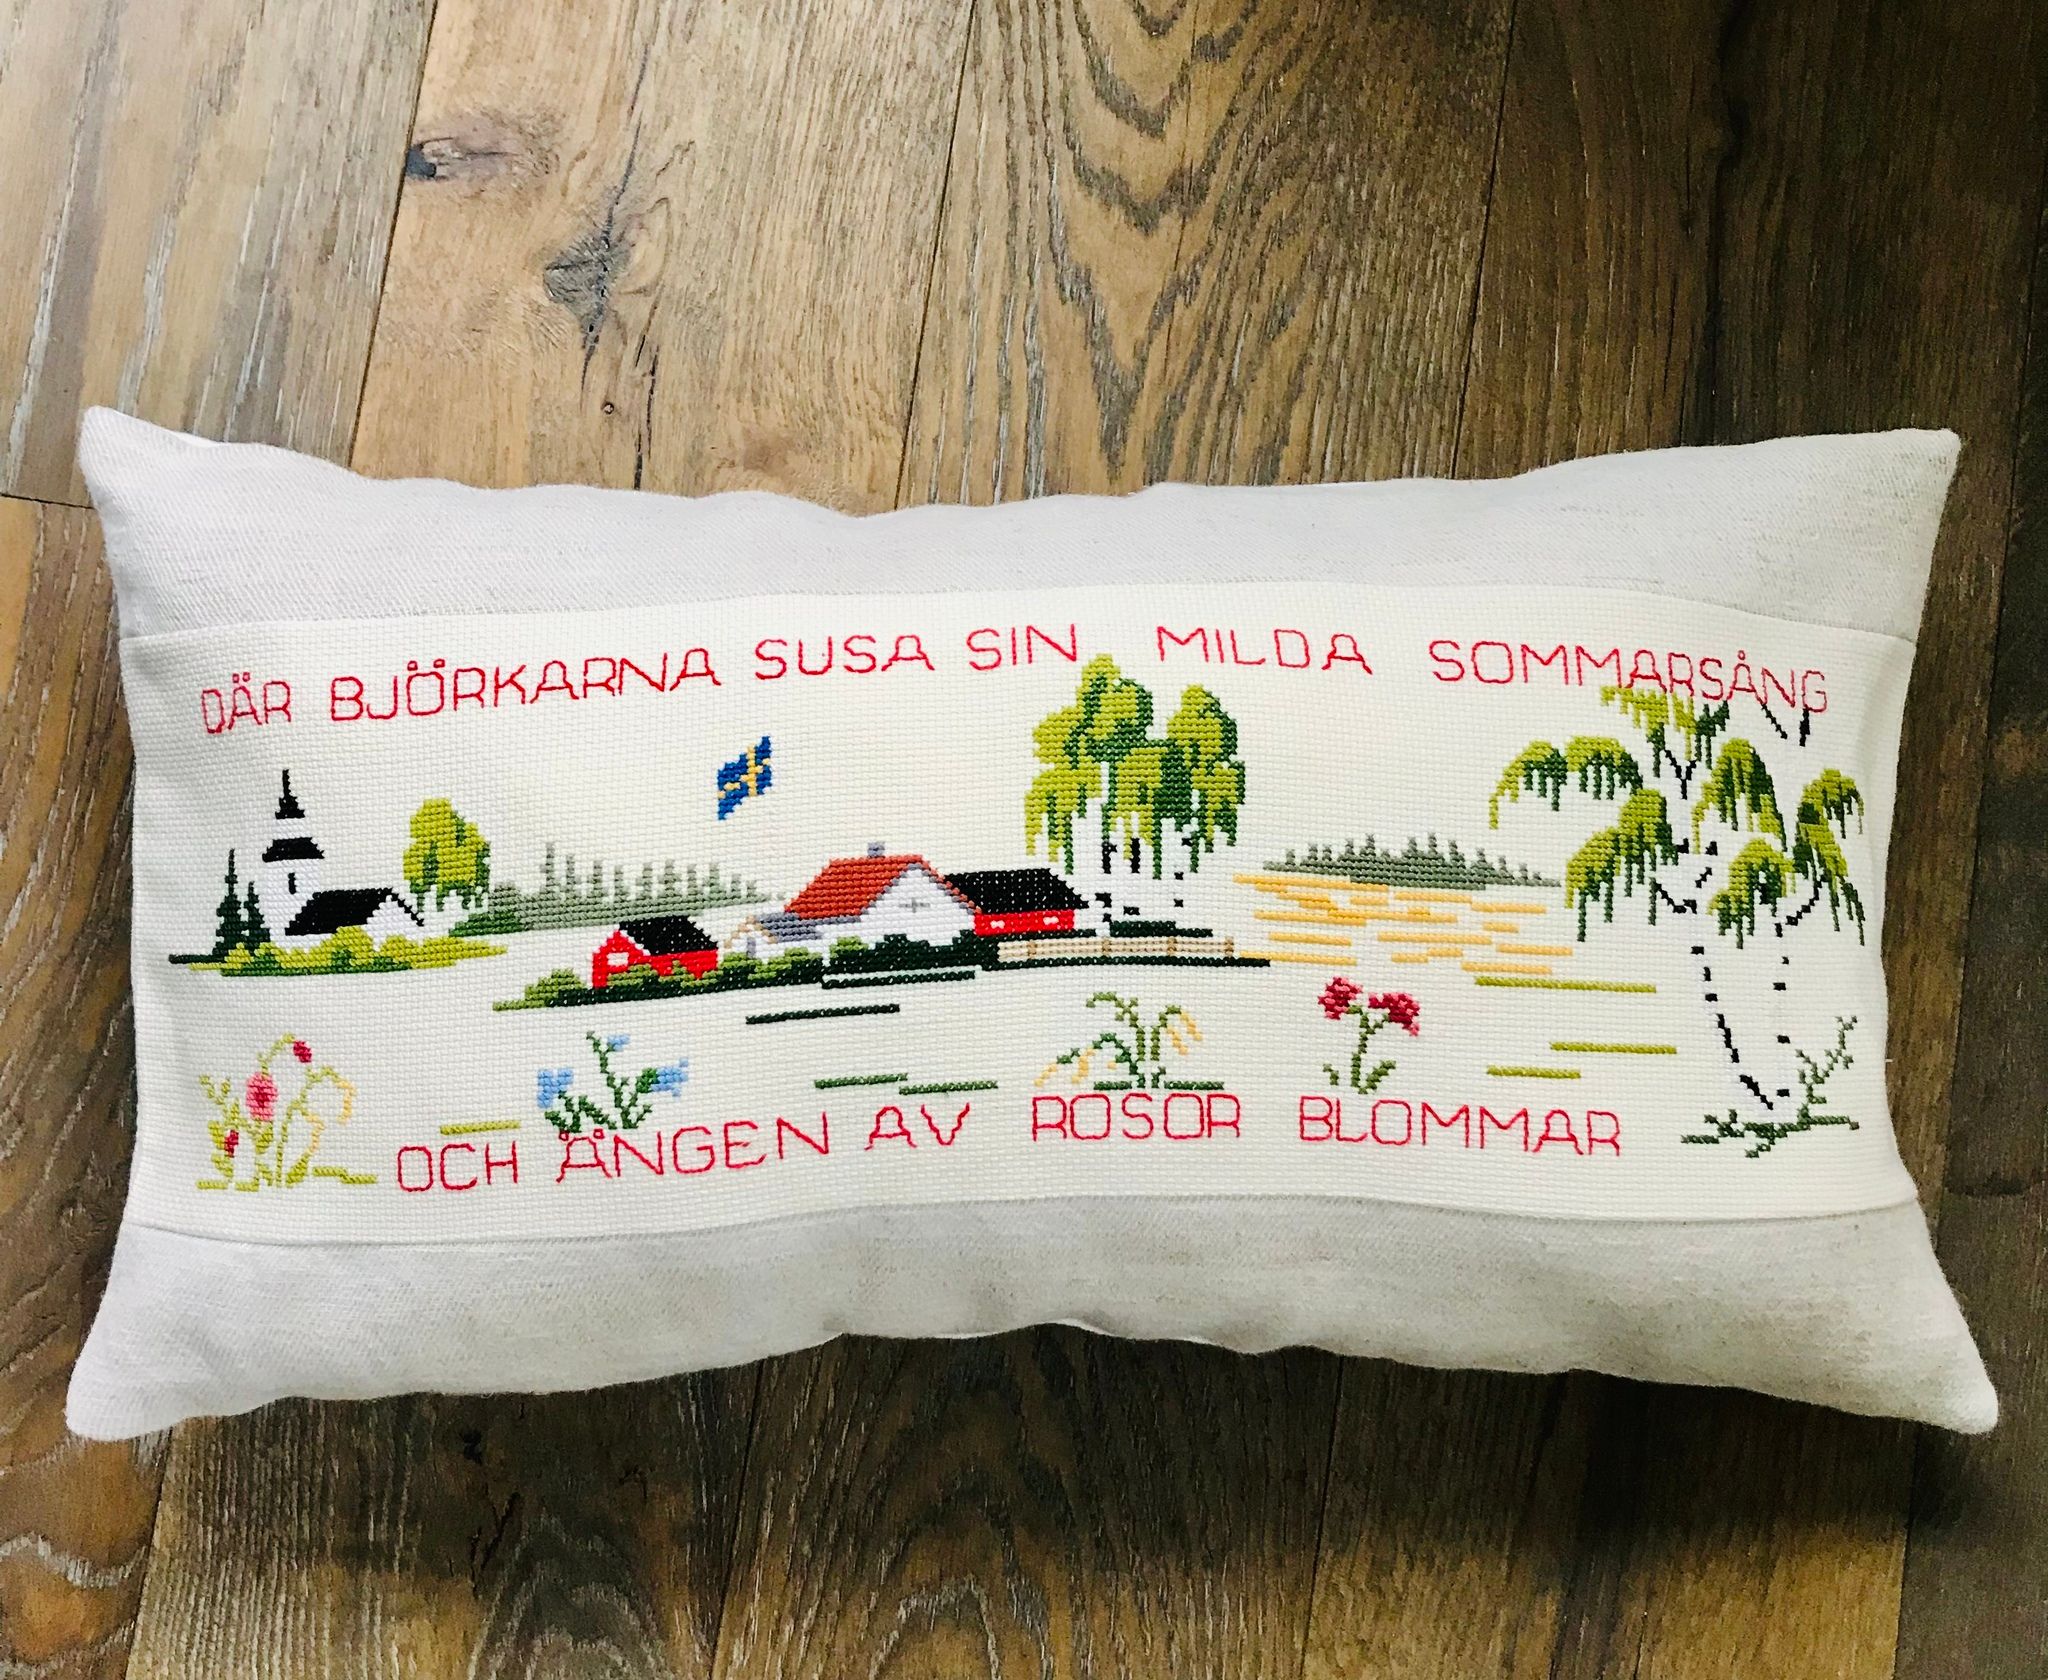 DÄR BJÖRKARNA SUSA SIN MILDA SOMMARSÅNG
OCH ÄNGEN AV ROSOR BLOMMAR